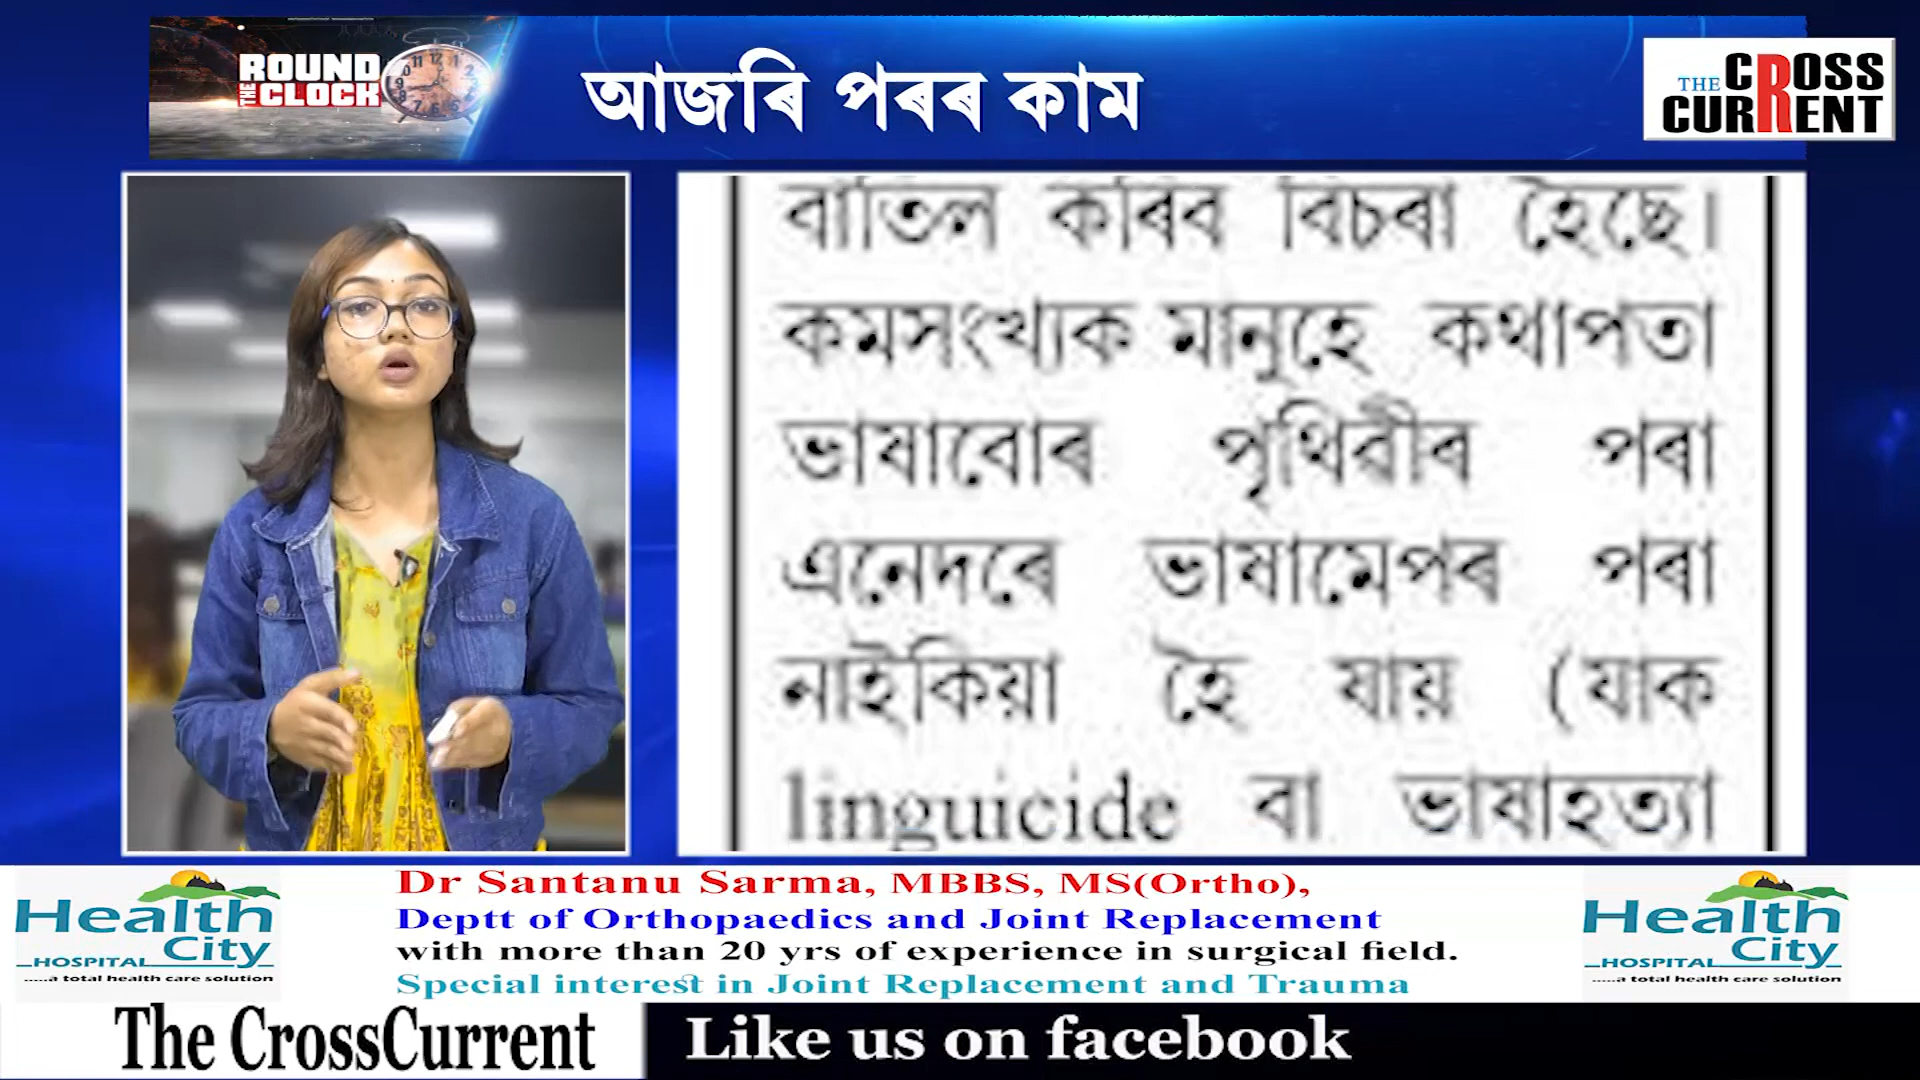 ROUND
THE CLOCK
আজৰি পৰৰ কাম
THE CROSS
CURRENT
বাতিল কৰিব বিচৰা হৈছে।
কমসংখ্যক মানুহে কথাপতা
ভাষাবোৰ পৃথিৱীৰ পৰা
এনেদৰে ভাষামেপৰ পৰা
নাইকিয়া হৈ যায় (যাক
linguicide বা ভাষাহত্যা
Health
City
HOSPITAL
.....a total health care solution
Dr Santanu Sarma, MBBS, MS(Ortho),
Deptt of Orthopaedics and Joint Replacement
with more than 20 yrs of experience in surgical field.
Special interest in Joint Replacement and Trauma
Health
City
HOSPITAL
.....a total health care solution
The CrossCurrent
Like us on facebook